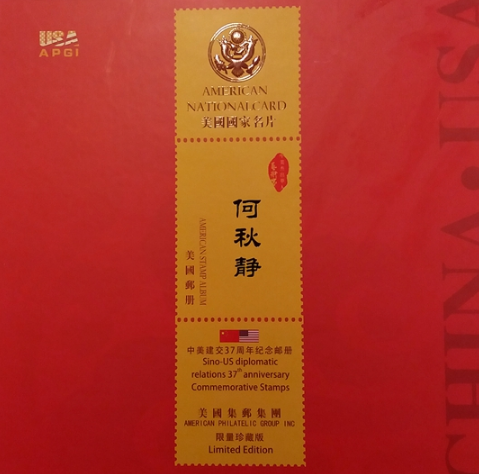 USA
APGI
AMERICAN
NATIONAL CARD
美國國家名片
何秋静
AMERICAN STAMP ALBUM
美國郵册
中美建交37周年纪念邮册
Sino-US diplomatic
relations 37th anniversary
Commemorative Stamps
美國集郵集團
AMERICAN PHILATELIC GROUP INC
限量珍藏版
Limited Edition
USA·CHINA